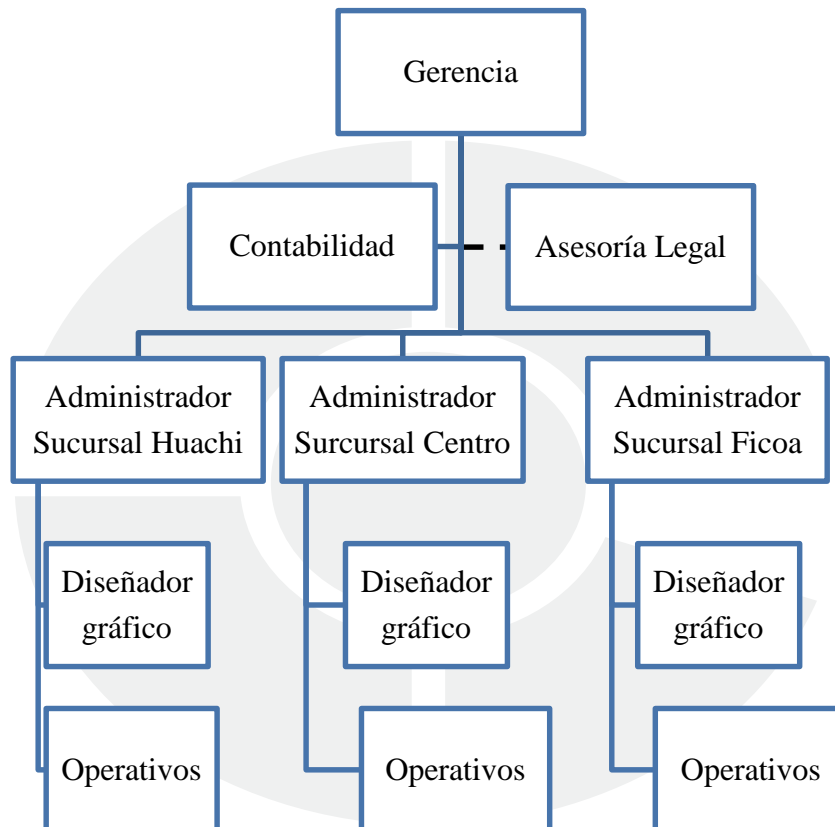 Gerencia
Contabilidad
Asesoría Legal
Administrador
Sucursal Huachi
Administrador
Surcursal Centro
Administrador
Sucursal Ficoa
Diseñador
gráfico
Diseñador
gráfico
Diseñador
gráfico
Operativos
Operativos
Operativos